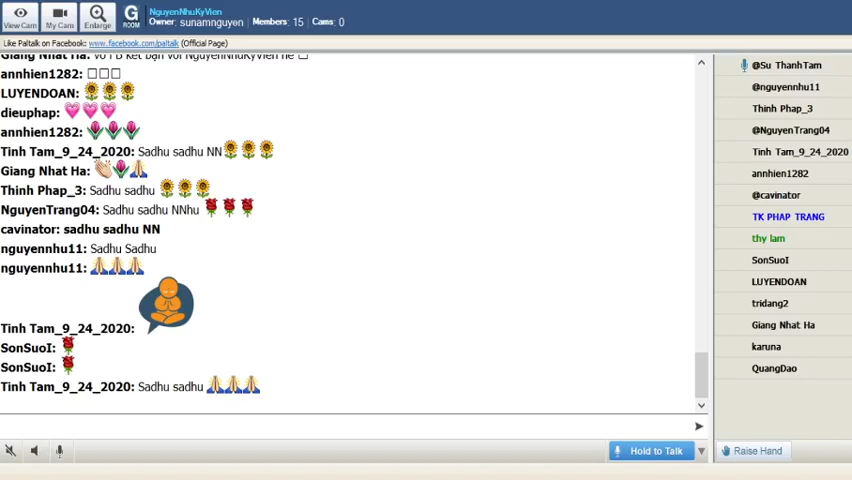 NguyenNhuKyVien
Owner: sunamnguyen Members: 15 Cams: 0
View Cam
My Cam
Enlarge
G
ROOM
Like Paltalk on Facebook: www.facebook.com/paltalk (Official Page)
Giang Nhat Ha: NguyenNhuKyVien
annhien1282:
LUYENDOAN:
dieuphap:
annhien1282:
Tinh Tam_9_24_2020: Sadhu sadhu NN
Giang Nhat Ha:
Thinh Phap_3: Sadhu sadhu
NguyenTrang04: Sadhu sadhu NNhu
cavinator: sadhu sadhu NN
nguyennhu11: Sadhu Sadhu
nguyennhu11:
Tinh Tam_9_24_2020:
SonSuoI:
SonSuoI:
Tinh Tam_9_24_2020: Sadhu sadhu
Hold to Talk
@Su ThanhTam
@nguyennhu11
Thinh Phap_3
@NguyenTrang04
Tinh Tam_9_24_2020
annhien1282
@cavinator
TK PHAP TRANG
thy lam
SonSuoI
LUYENDOAN
tridang2
Giang Nhat Ha
karuna
QuangDao
Raise Hand